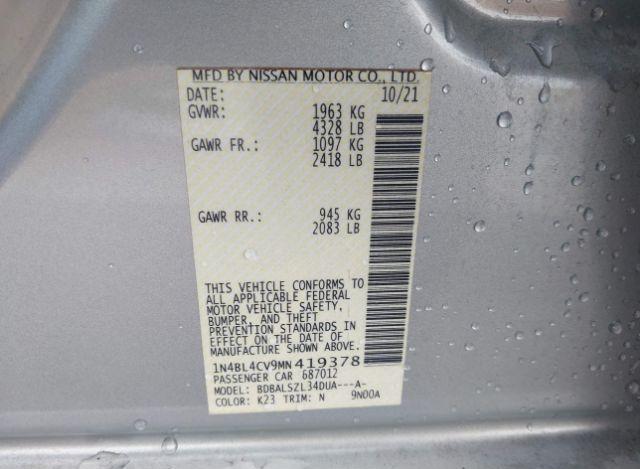 MFD BY NISSAN MOTOR CO., LTD.
DATE: 10/21
GVWR: 1963 KG
4328 LB
GAWR FR.: 1097 KG
2418 LB
GAWR RR.: 945 KG
2083 LB
THIS VEHICLE CONFORMS TO
ALL APPLICABLE FEDERAL
MOTOR VEHICLE SAFETY,
BUMPER, AND THEFT
PREVENTION STANDARDS IN
EFFECT ON THE DATE OF
MANUFACTURE SHOWN ABOVE.
1N4BL4CV9MN419378
PASSENGER CAR 687012
MODEL: BDBALSZL34DUA---A-
COLOR: K23 TRIM: N 9N00A